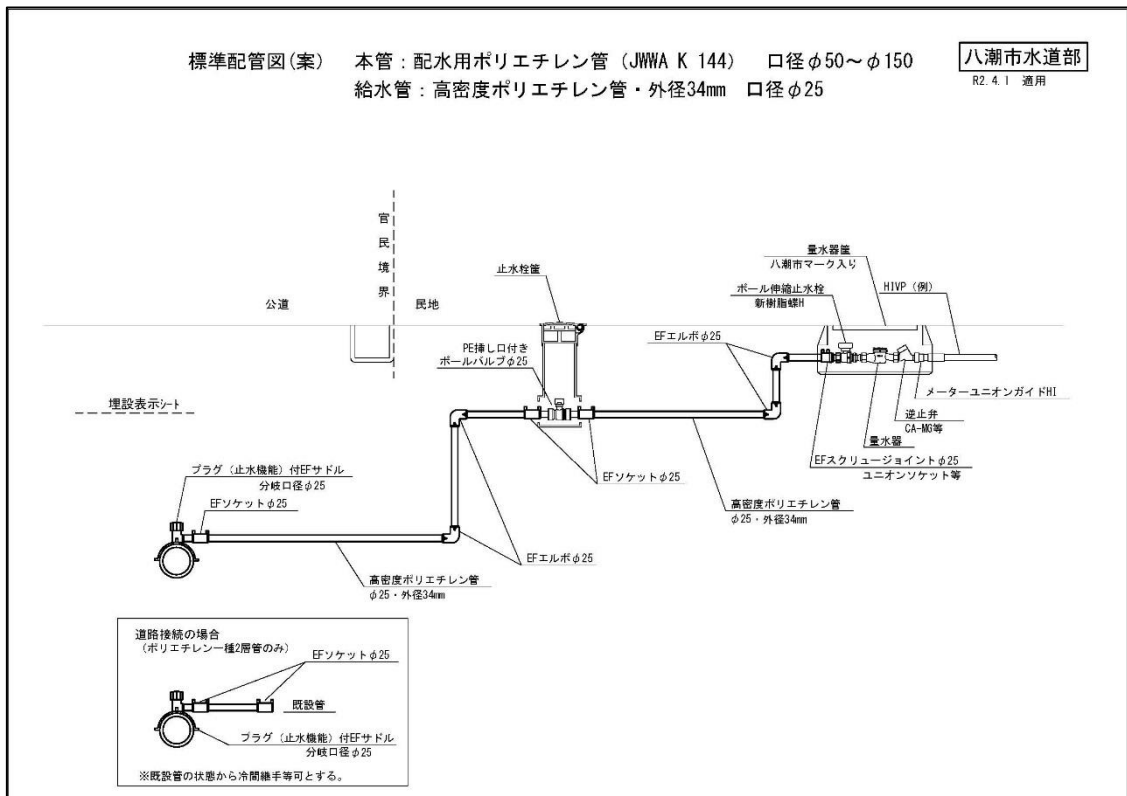 標準配管図(案) 本管：配水用ポリエチレン管（JWWA K 144） 口径φ50～φ150
給水管：高密度ポリエチレン管・外径34mm 口径φ25
八潮市水道部
R2.4.1 適用
官民境界
公道
民地
止水栓筐
量水器筐
八潮市マーク入り
ボール伸縮止水栓
新樹脂蝶H
HIVP（例）
PE挿し口付き
ボールバルブφ25
EFエルボφ25
埋設表示シート
メーターユニオンガイドHI
逆止弁
CA-MG等
量水器
EFスクリュージョイントφ25
ユニオンソケット等
プラグ（止水機能）付EFサドル
分岐口径φ25
EFソケットφ25
EFソケットφ25
高密度ポリエチレン管
φ25・外径34mm
EFエルボφ25
高密度ポリエチレン管
φ25・外径34mm
道路接続の場合
（ポリエチレン一種2層管のみ）
EFソケットφ25
既設管
プラグ（止水機能）付EFサドル
分岐口径φ25
※既設管の状態から冷間継手等可とする。